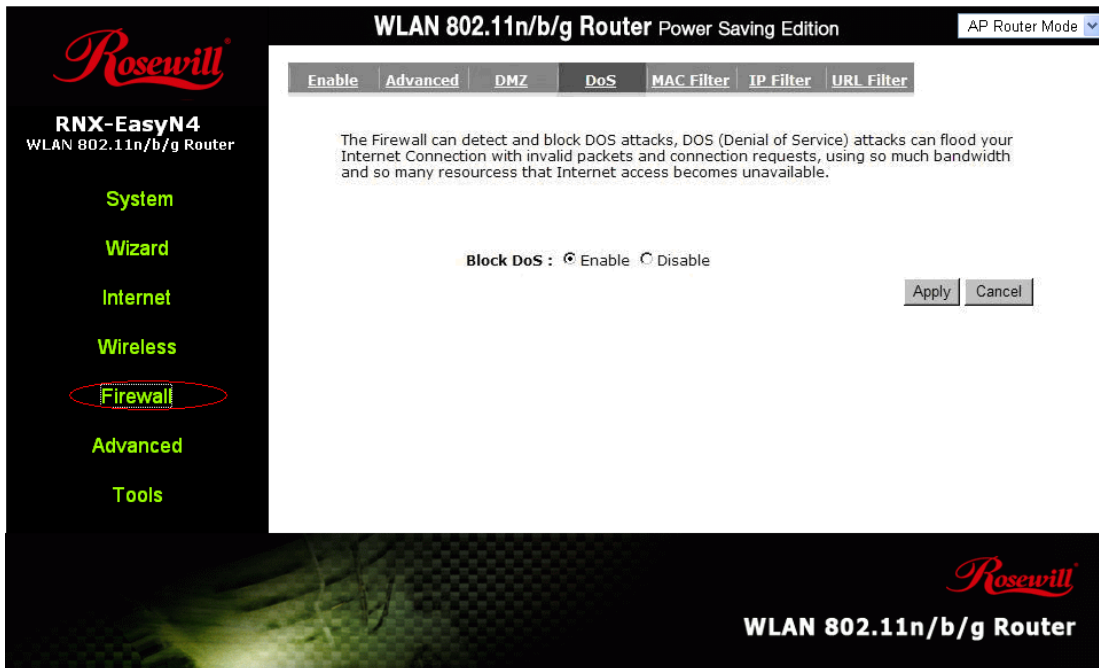 WLAN 802.11n/b/g Router Power Saving Edition
AP Router Mode
Rosewill®
RNX-EasyN4
WLAN 802.11n/b/g Router
System
Wizard
Internet
Wireless
Firewall
Advanced
Tools
Enable Advanced DMZ DoS MAC Filter IP Filter URL Filter
The Firewall can detect and block DOS attacks, DOS (Denial of Service) attacks can flood your
Internet Connection with invalid packets and connection requests, using so much bandwidth
and so many resourcess that Internet access becomes unavailable.
Block DoS : Enable Disable
Apply Cancel
Rosewill
WLAN 802.11n/b/g Router